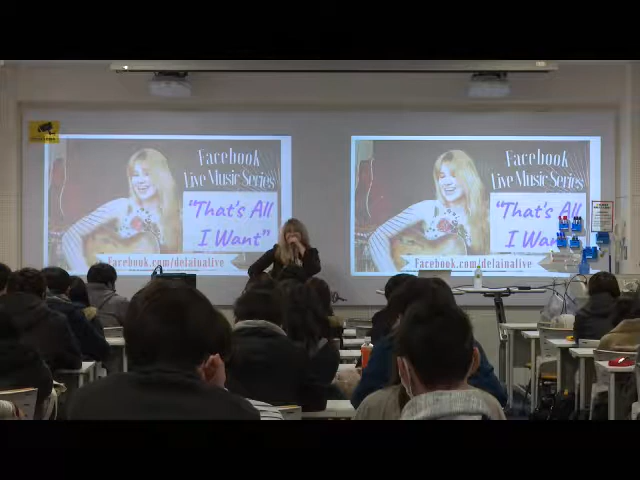 Facebook
Live Music Series
"That's All
I Want"
facebook.com/delainalive
Facebook
Live Music Series
"That's All
I Wan
facebook.com/delainalive